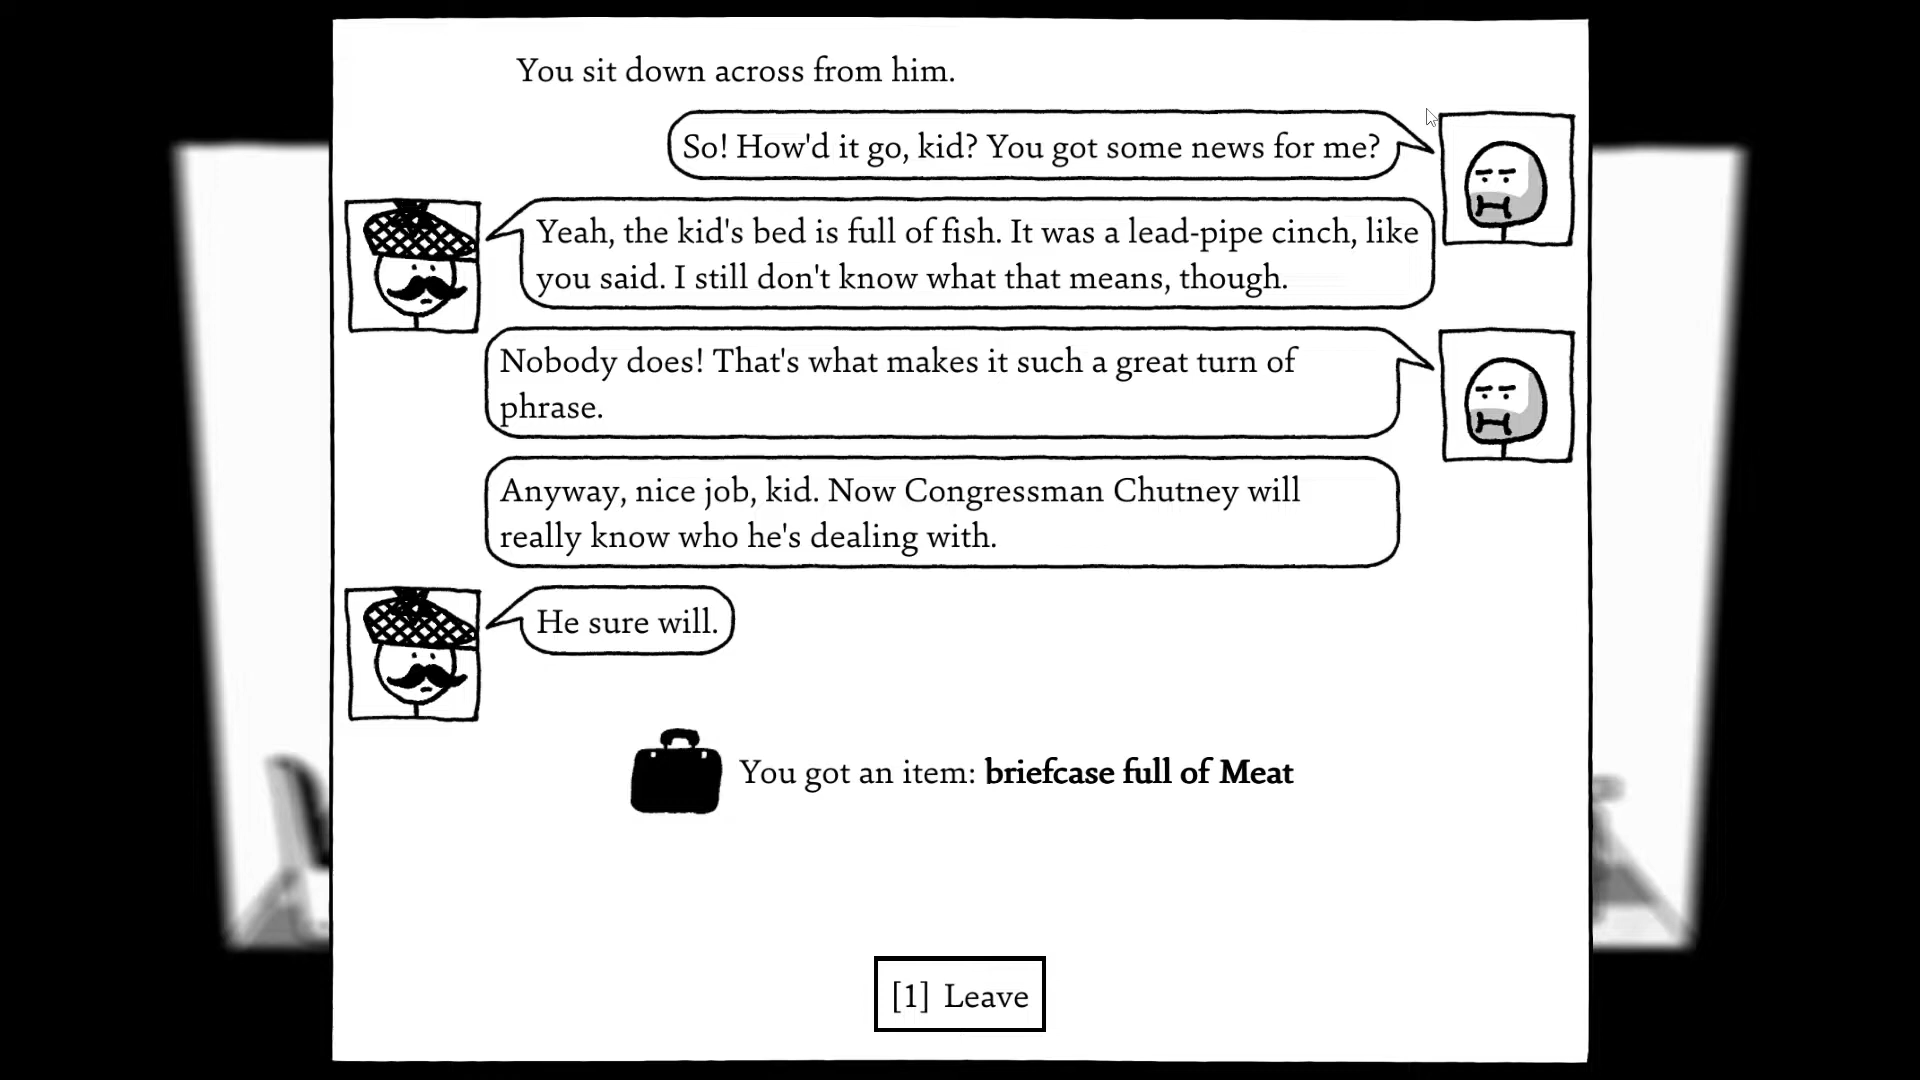 You sit down across from him.
So! How'd it go, kid? You got some news for me?
Yeah, the kid's bed is full of fish. It was a lead-pipe cinch, like
you said. I still don't know what that means, though.
Nobody does! That's what makes it such a great turn of
phrase.
Anyway, nice job, kid. Now Congressman Chutney will
really know who he's dealing with.
He sure will.
You got an item: briefcase full of Meat
[1] Leave